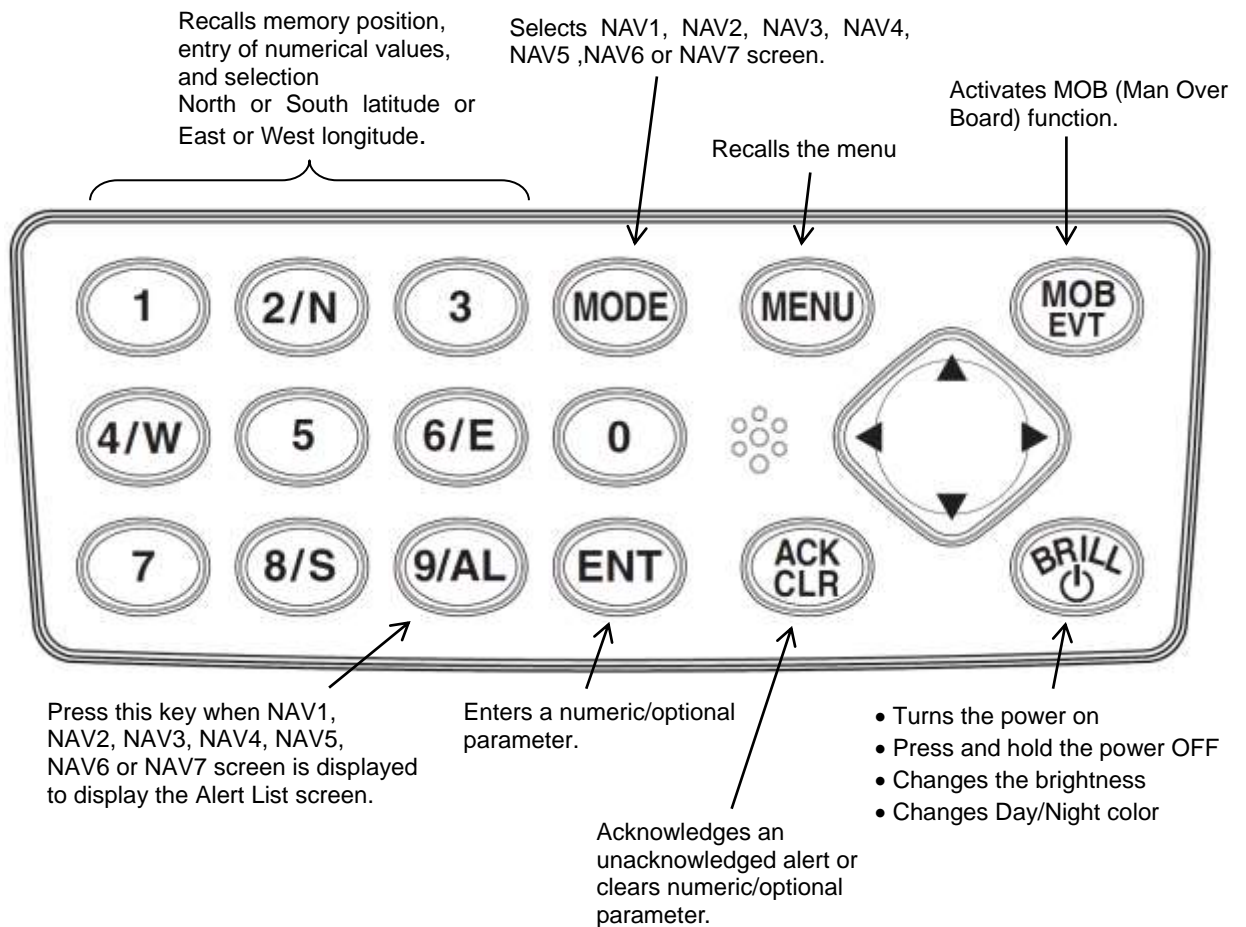 Recalls memory position,
entry of numerical values,
and selection
North or South latitude or
East or West longitude.
Selects NAV1, NAV2, NAV3, NAV4,
NAV5 ,NAV6 or NAV7 screen.
Activates MOB (Man Over
Board) function.
Recalls the menu
1
2/N
3
MODE
MENU
MOB
EVT
4/W
5
6/E
0
7
8/S
9/AL
ENT
ACK
CLR
BRILL
Press this key when NAV1,
NAV2, NAV3, NAV4, NAV5,
NAV6 or NAV7 screen is displayed
to display the Alert List screen.
Enters a numeric/optional
parameter.
Acknowledges an
unacknowledged alert or
clears numeric/optional
parameter.
• Turns the power on
• Press and hold the power OFF
• Changes the brightness
• Changes Day/Night color